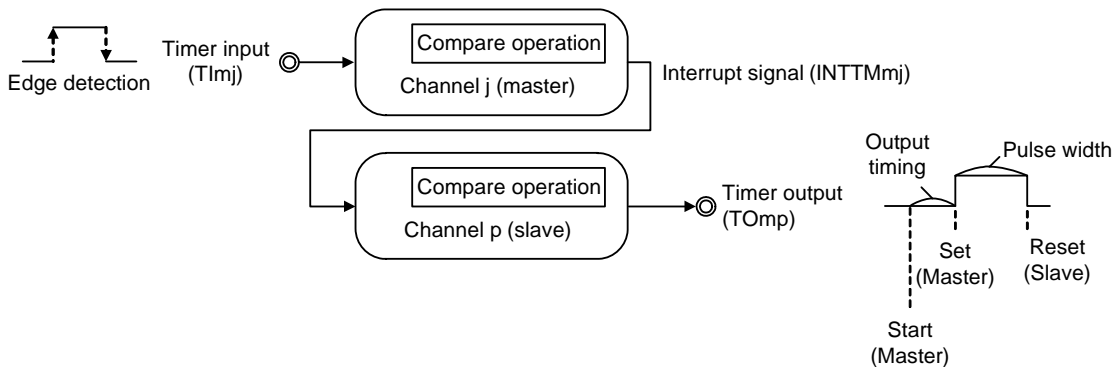 Edge detection
Timer input
(TImj)
Compare operation
Channel j (master)
Interrupt signal (INTTMmj)
Compare operation
Channel p (slave)
Timer output
(TOmp)
Output
timing
Pulse width
Set
(Master)
Reset
(Slave)
Start
(Master)